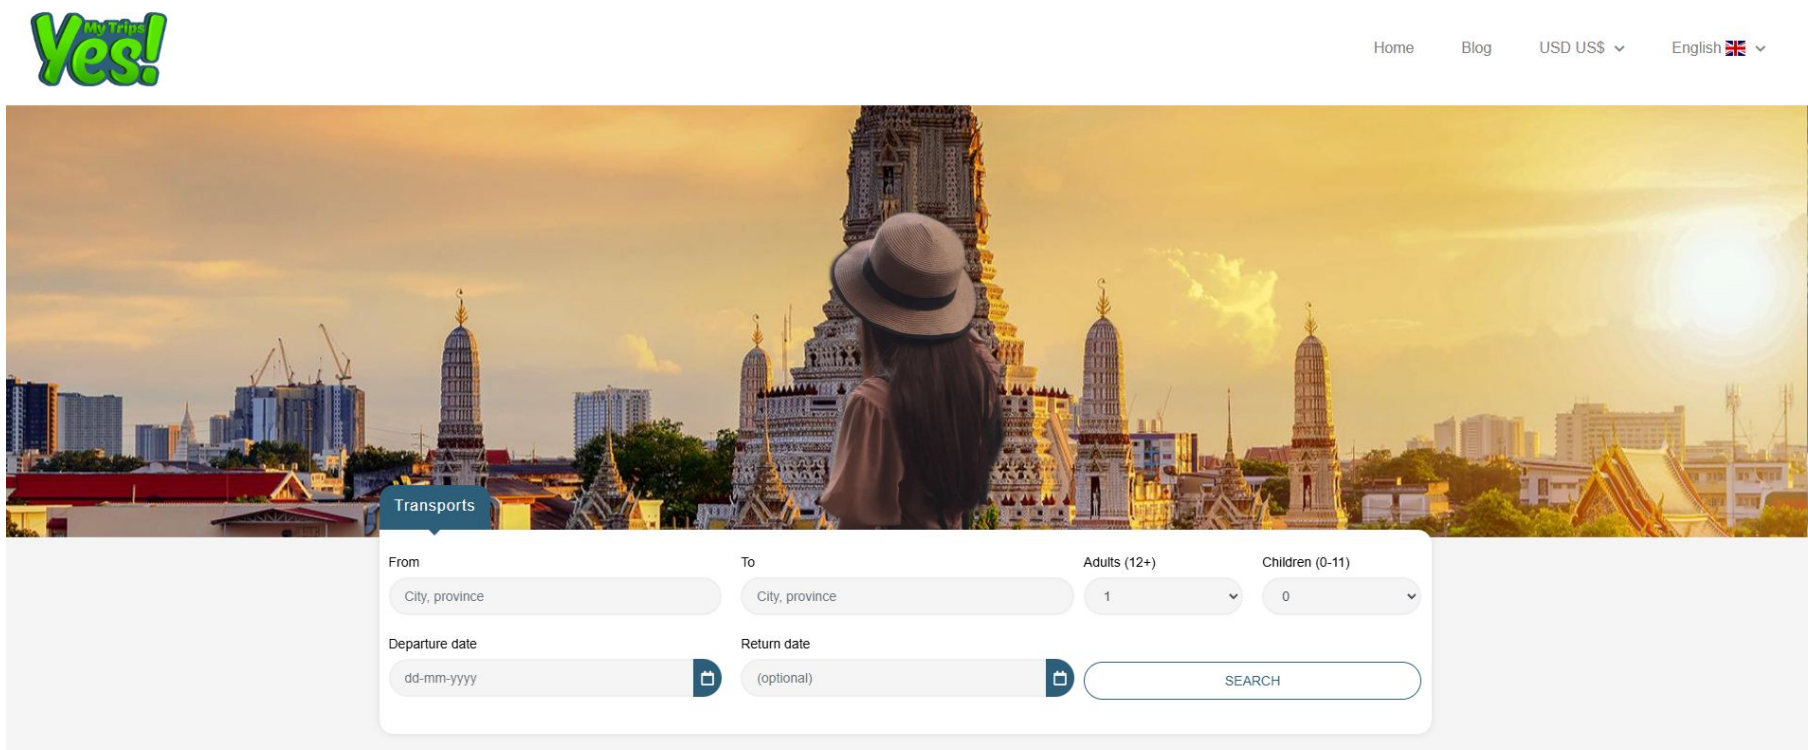 My Trips
Yes!
Home Blog USD US$ English
Transports
From To Adults (12+) Children (0-11)
City, province City, province 1 0
Departure date Return date
dd-mm-yyyy (optional) SEARCH